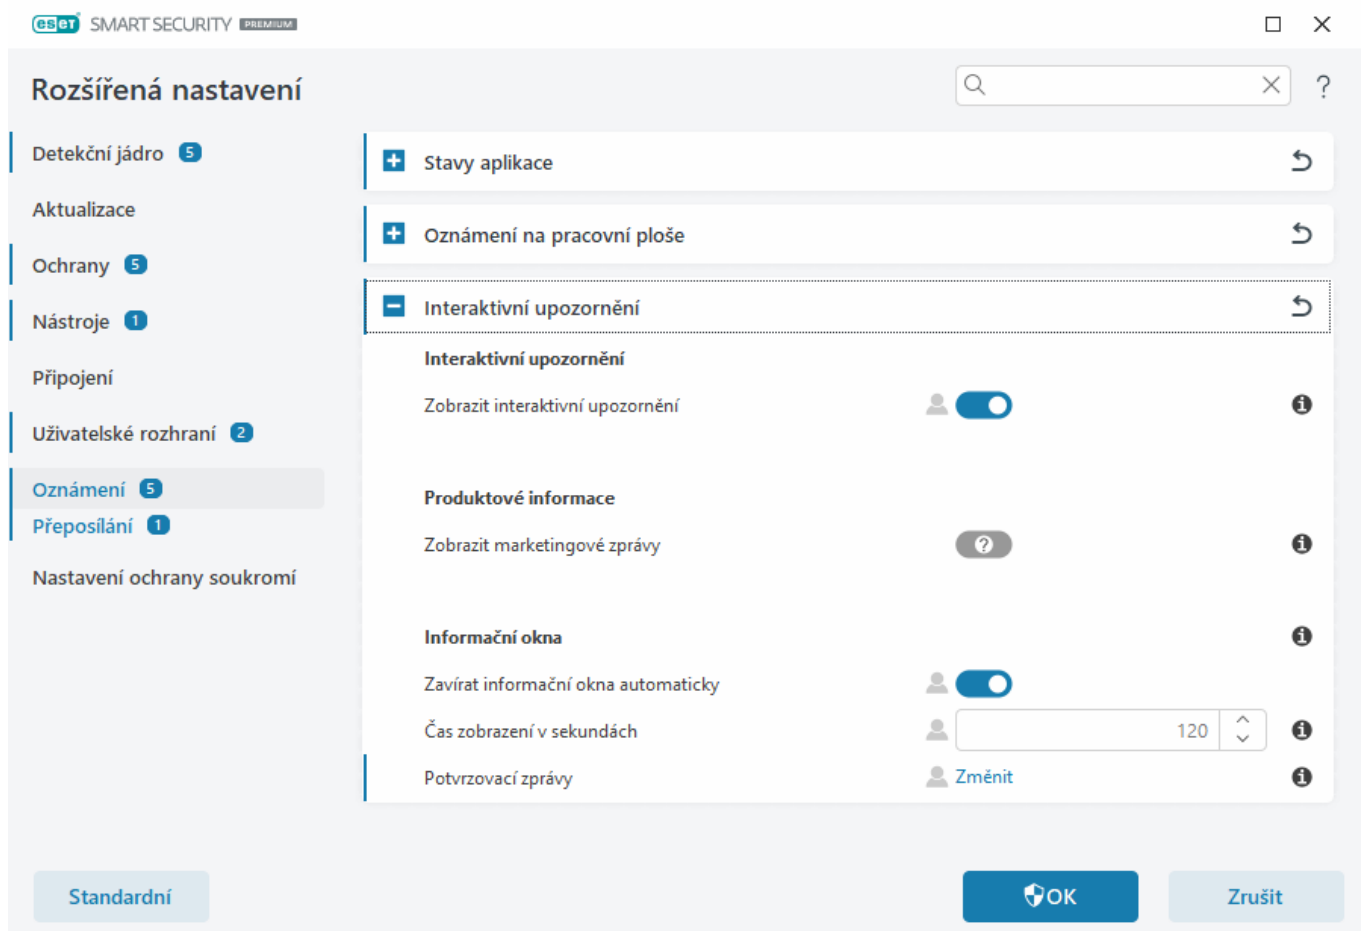 eseT SMART SECURITY PREMIUM
Rozšířená nastavení
?
Detekční jádro 5
Aktualizace
Ochrany 5
Nástroje 1
Připojení
Uživatelské rozhraní 2
Oznámení 5
Přeposílání 1
Nastavení ochrany soukromí
Stavy aplikace
Oznámení na pracovní ploše
Interaktivní upozornění
Interaktivní upozornění
Zobrazit interaktivní upozornění
Produktové informace
Zobrazit marketingové zprávy ?
Informační okna
Zavírat informační okna automaticky
Čas zobrazení v sekundách 120
Potvrzovací zprávy Změnit
Standardní
OK
Zrušit